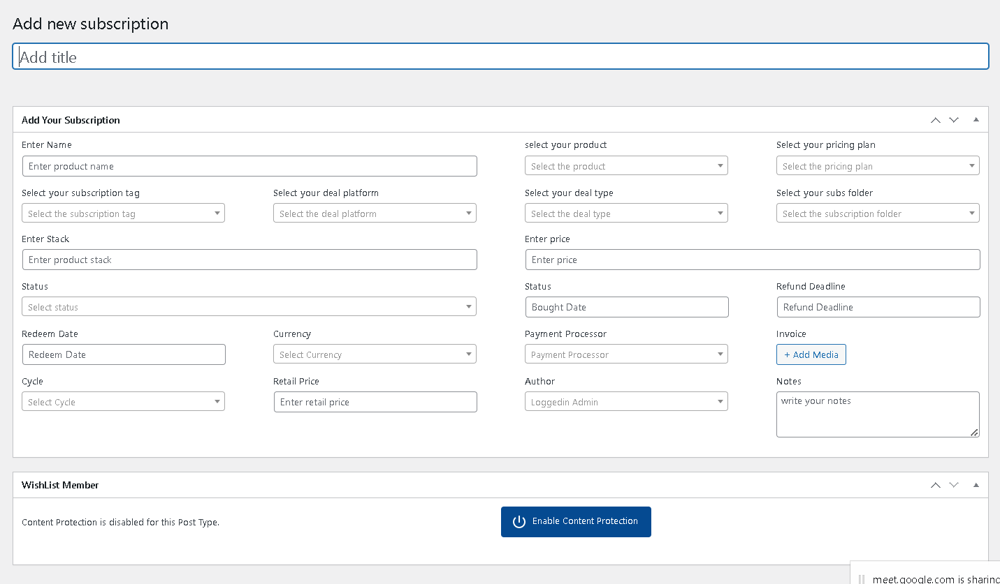 Add new subscription
Add title
Add Your Subscription
Enter Name
select your product
Select your pricing plan
Enter product name
Select the product
Select the pricing plan
Select your subscription tag
Select your deal platform
Select your deal type
Select your subs folder
Select the subscription tag
Select the deal platform
Select the deal type
Select the subscription folder
Enter Stack
Enter price
Enter product stack
Enter price
Status
Status
Refund Deadline
Select status
Bought Date
Refund Deadline
Redeem Date
Currency
Payment Processor
Invoice
Redeem Date
Select Currency
Payment Processor
+ Add Media
Cycle
Retail Price
Author
Notes
Select Cycle
Enter retail price
Loggedin Admin
write your notes
WishList Member
Content Protection is disabled for this Post Type.
Enable Content Protection
meet.google.com is sharing